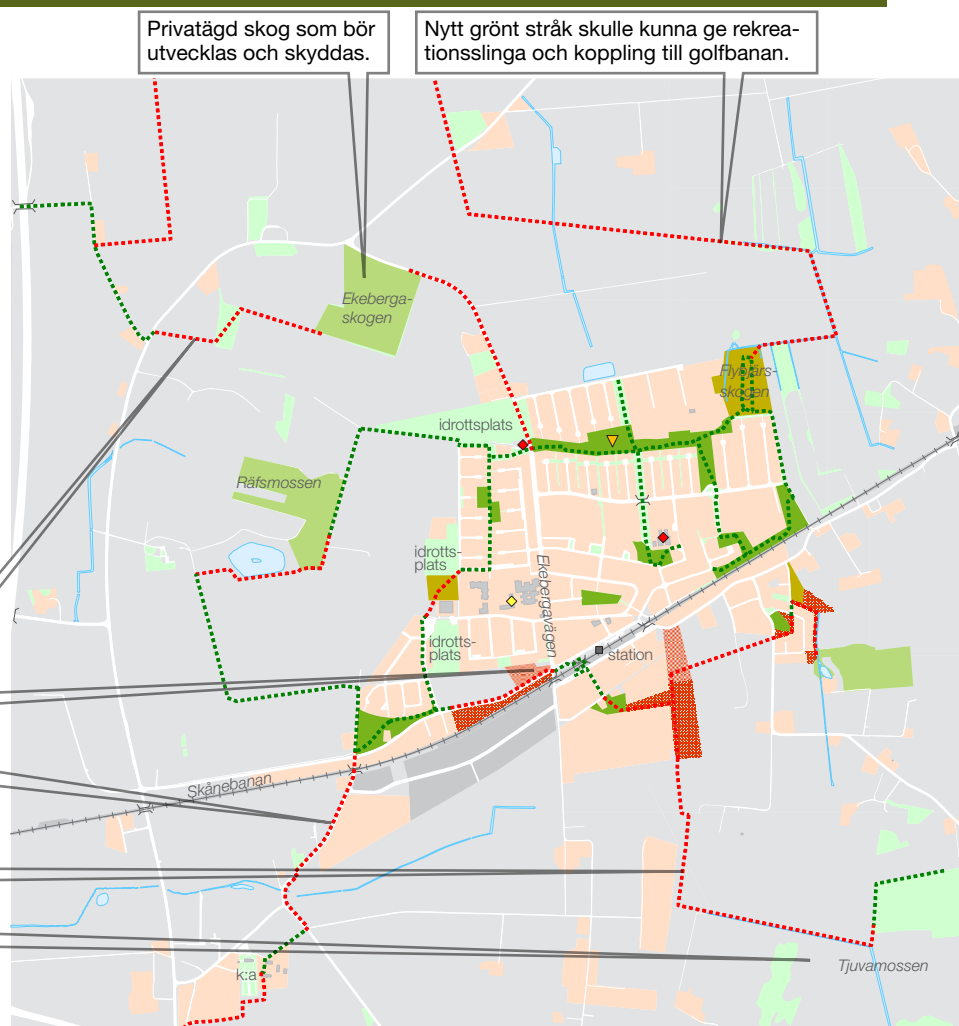 Privatägd skog som bör
utvecklas och skyddas.
Nytt grönt stråk skulle kunna ge rekrea-
tionsslinga och koppling till golfbanan.
Ekeberga-
skogen
Flybjärs-
skogen
idrottsplats
Räfsmossen
idrotts-
plats
Ekebergavägen
idrotts-
plats
station
Skånebanan
k:a
Tjuvamossen